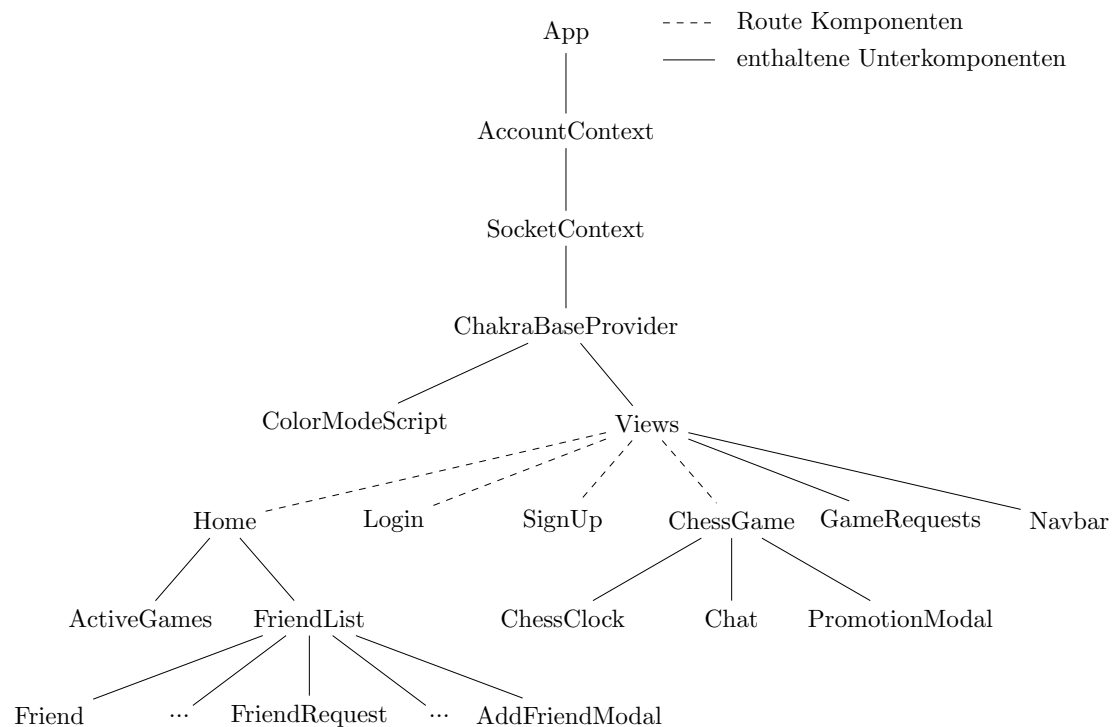 App
Route Komponenten
enthaltene Unterkomponenten
AccountContext
SocketContext
ChakraBaseProvider
ColorModeScript
Views
Home
Login
SignUp
ChessGame
GameRequests
Navbar
ActiveGames
FriendList
ChessClock
Chat
PromotionModal
Friend
...
FriendRequest
...
AddFriendModal